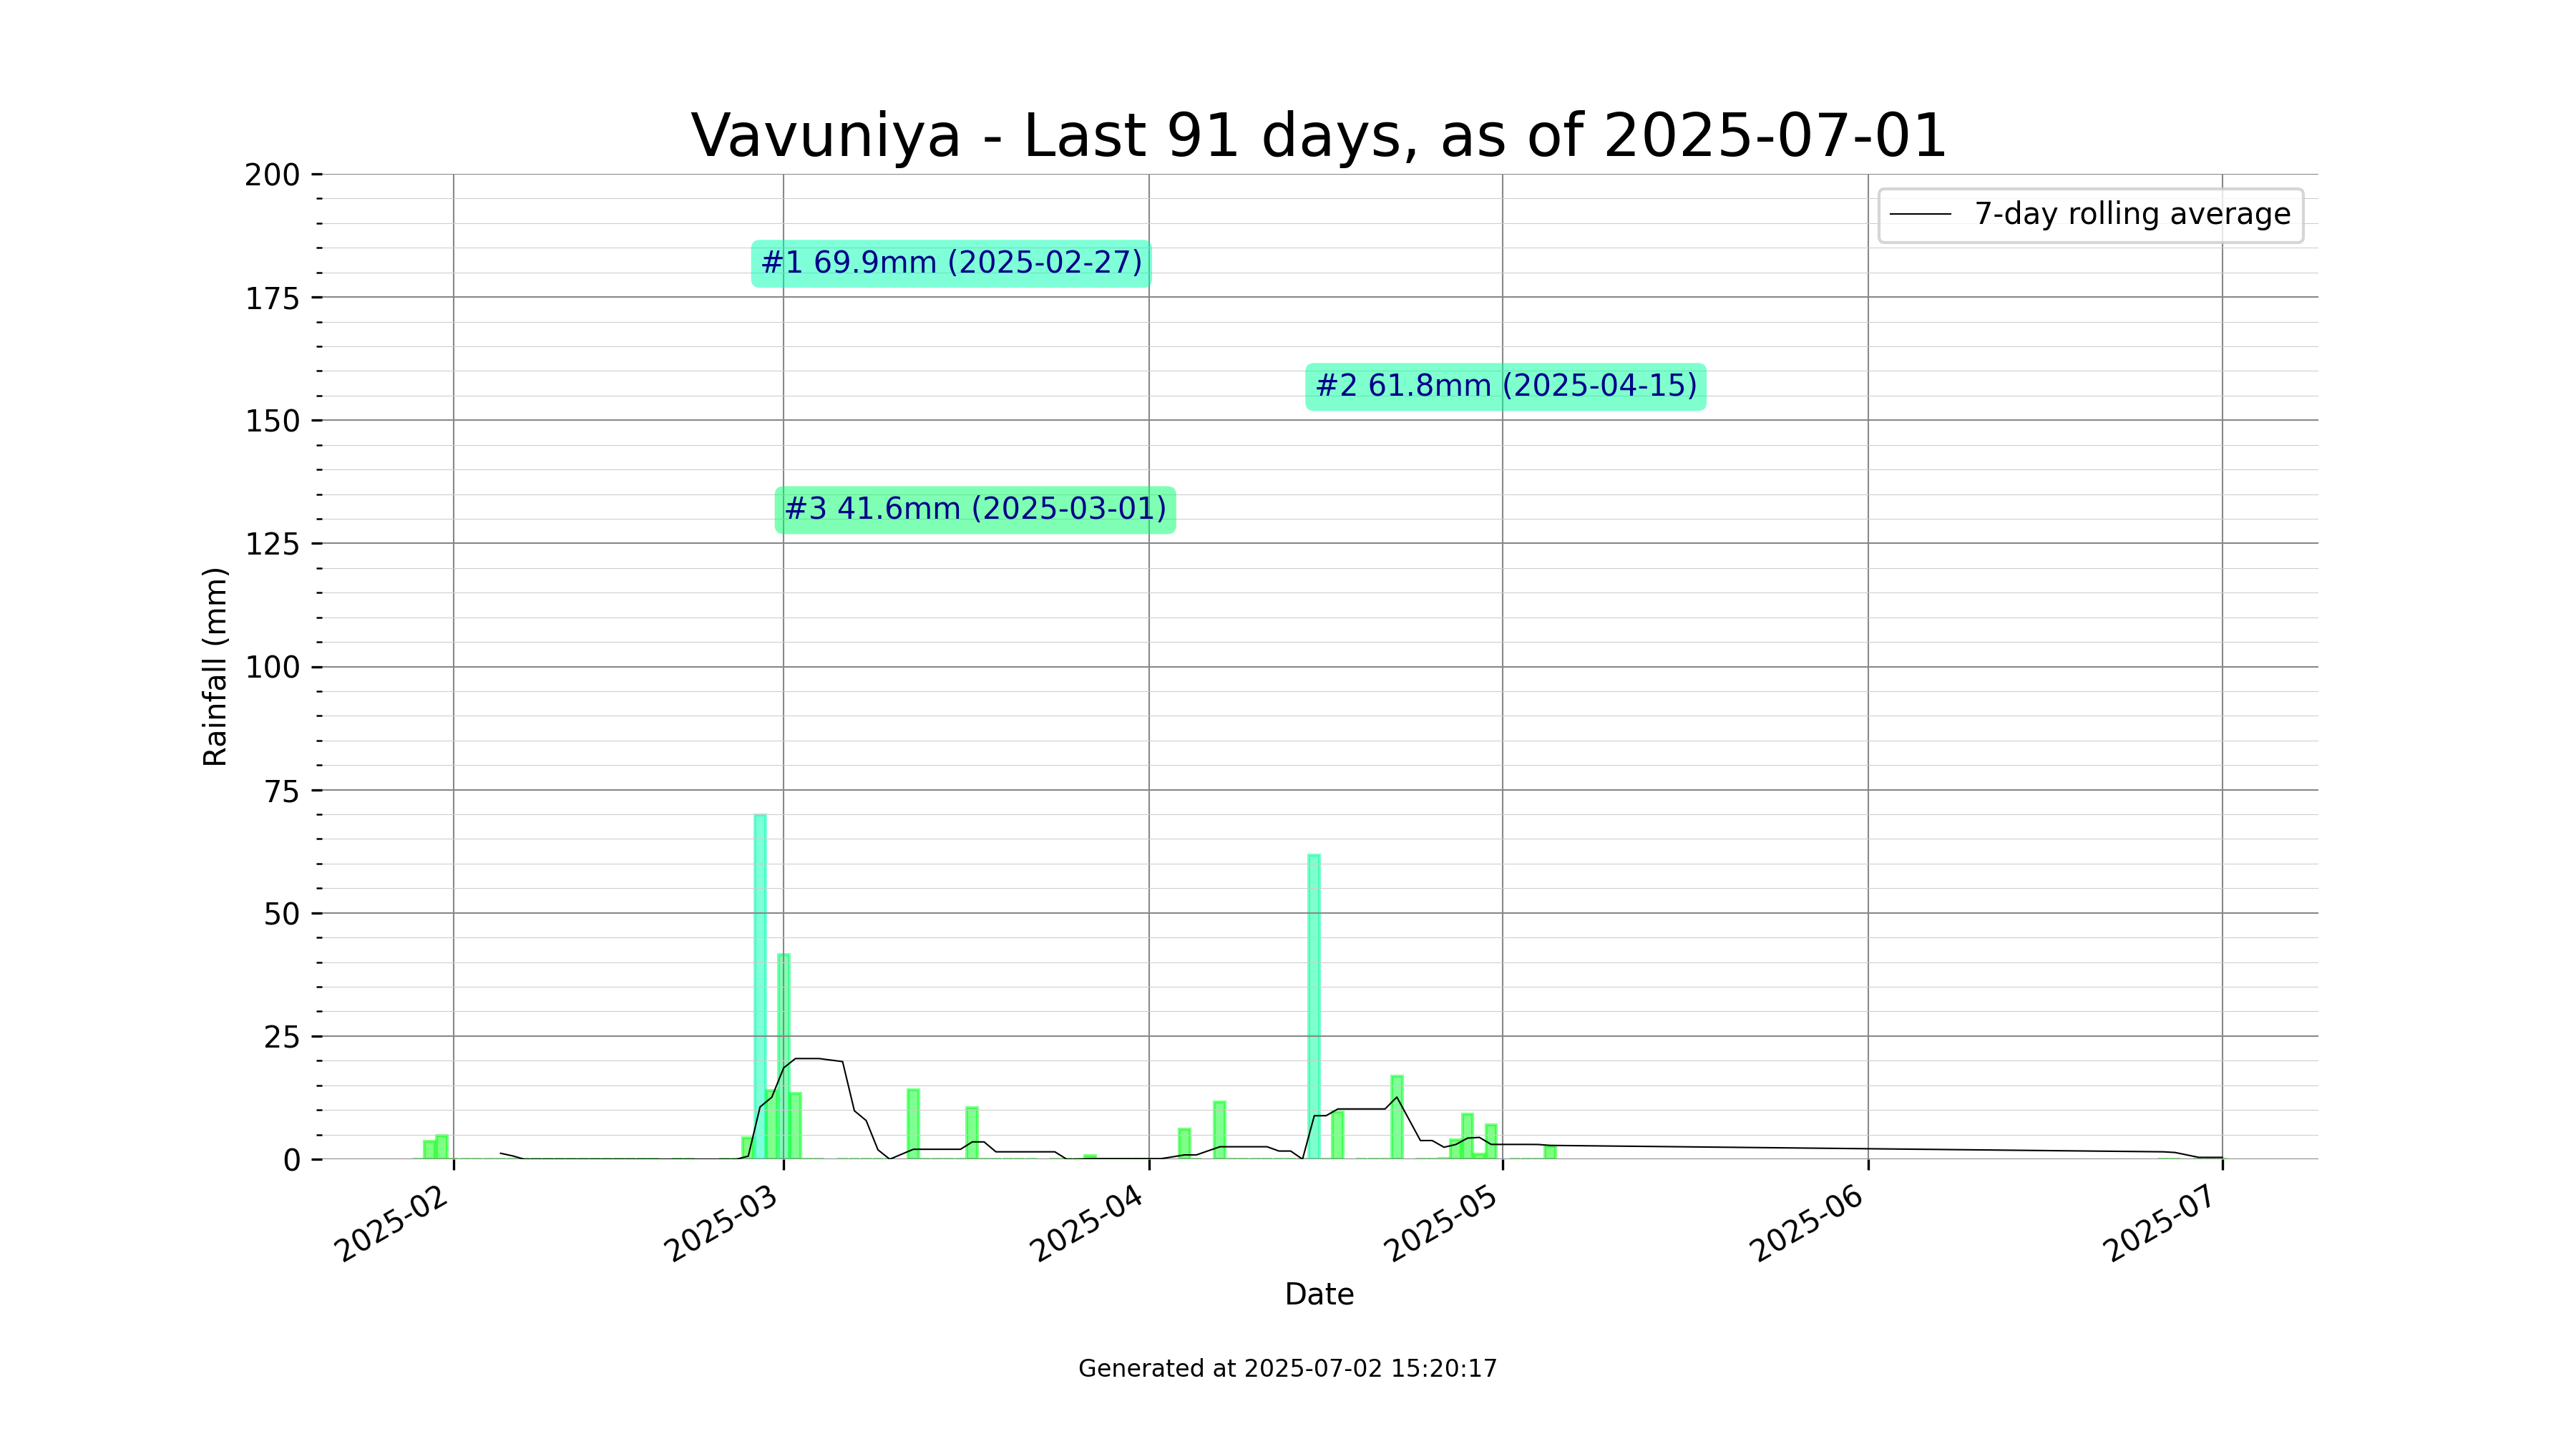 Vavuniya - Last 91 days, as of 2025-07-01
200
175
150
125
100
75
50
25
0
Rainfall (mm)
7-day rolling average
#1 69.9mm (2025-02-27)
#2 61.8mm (2025-04-15)
#3 41.6mm (2025-03-01)
2025-02
2025-03
2025-04
2025-05
2025-06
2025-07
Date
Generated at 2025-07-02 15:20:17